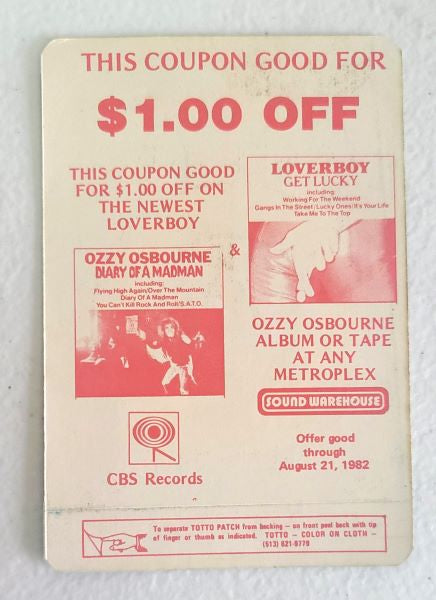 THIS COUPON GOOD FOR
$1.00 OFF
THIS COUPON GOOD
FOR $1.00 OFF ON
THE NEWEST
LOVERBOY
LOVERBOY
GET LUCKY
including
Working For The Weekend
Gangs In The Street/Lucky Ones/It's Your Life
Take Me To The Top
&
OZZY OSBOURNE
DIARY OF A MADMAN
including:
Flying High Again/Over The Mountain
Diary Of A Madman
You Can't Kill Rock And Roll/S.A.T.O.
OZZY OSBOURNE
ALBUM OR TAPE
AT ANY
METROPLEX
SOUND WAREHOUSE
CBS Records
Offer good
through
August 21, 1982
To separate TOTTO PATCH from backing — on front peel back with tip
of finger or thumb as indicated. TOTTO – COLOR ON CLOTH –
(513) 621-9779